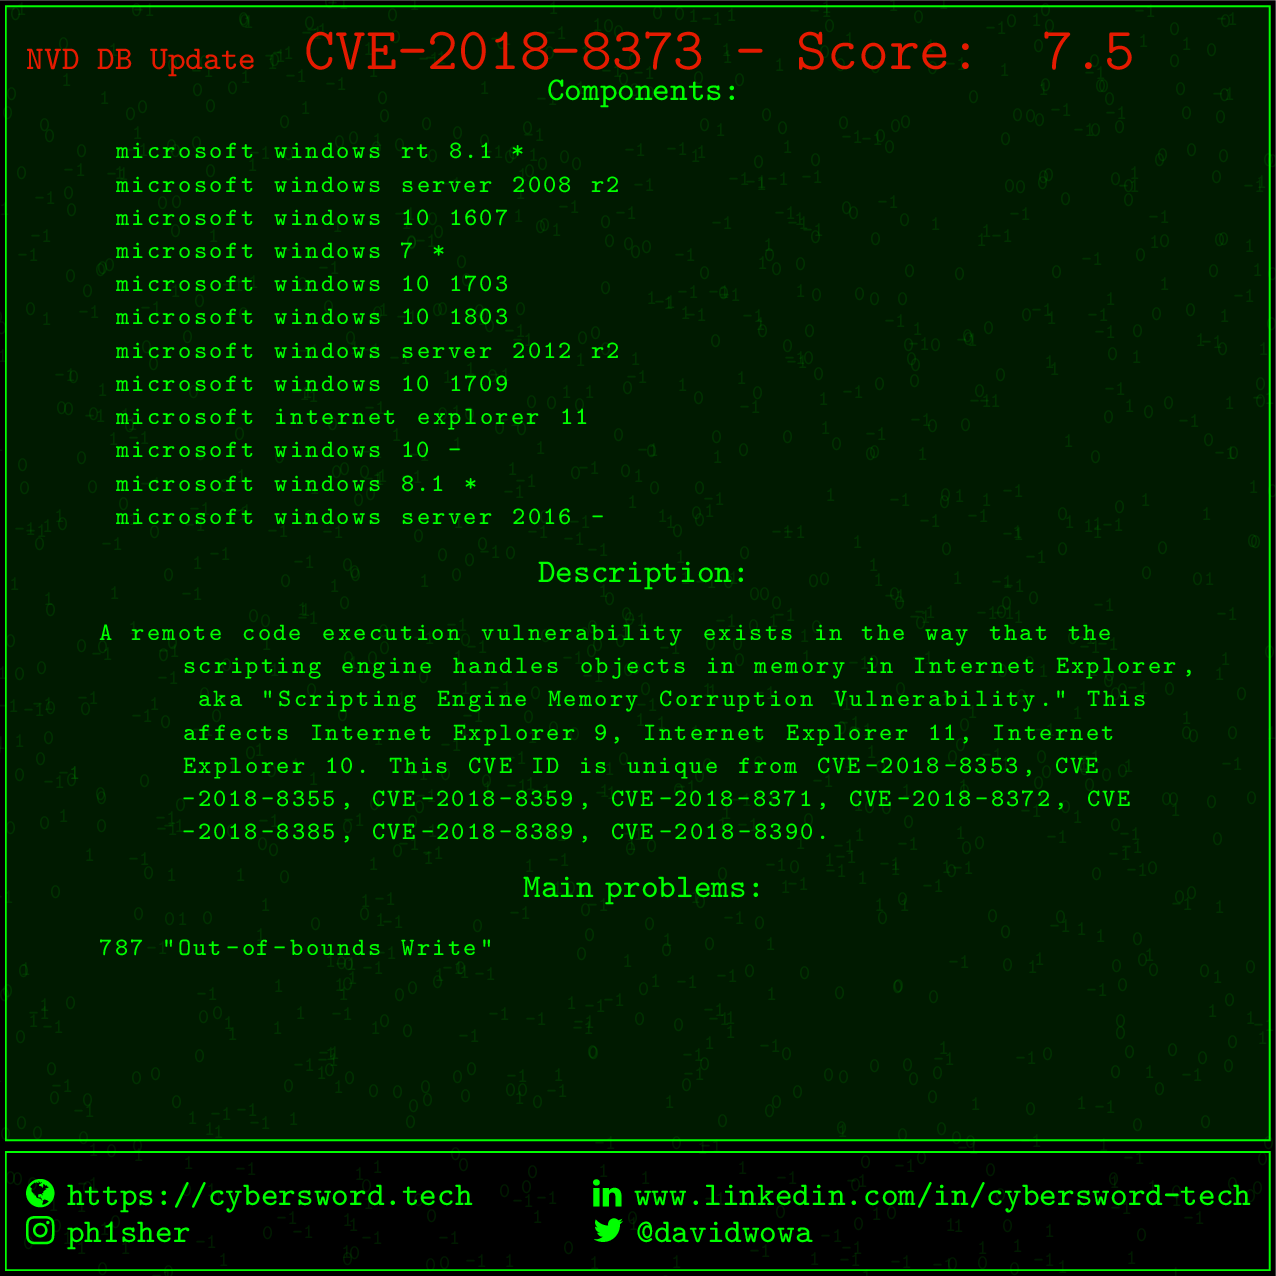 NVD DB Update CVE-2018-8373 - Score: 7.5
Components:
microsoft windows rt 8.1 *
microsoft windows server 2008 r2
microsoft windows 10 1607
microsoft windows 7 *
microsoft windows 10 1703
microsoft windows 10 1803
microsoft windows server 2012 r2
microsoft windows 10 1709
microsoft internet explorer 11
microsoft windows 10 -
microsoft windows 8.1 *
microsoft windows server 2016 -
Description:
A remote code execution vulnerability exists in the way that the
scripting engine handles objects in memory in Internet Explorer,
aka "Scripting Engine Memory Corruption Vulnerability." This
affects Internet Explorer 9, Internet Explorer 11, Internet
Explorer 10. This CVE ID is unique from CVE-2018-8353, CVE
-2018-8355, CVE-2018-8359, CVE-2018-8371, CVE-2018-8372, CVE
-2018-8385, CVE-2018-8389, CVE-2018-8390.
Main problems:
787 "Out-of-bounds Write"
https://cybersword.tech
www.linkedin.com/in/cybersword-tech
ph1sher
@davidwowa